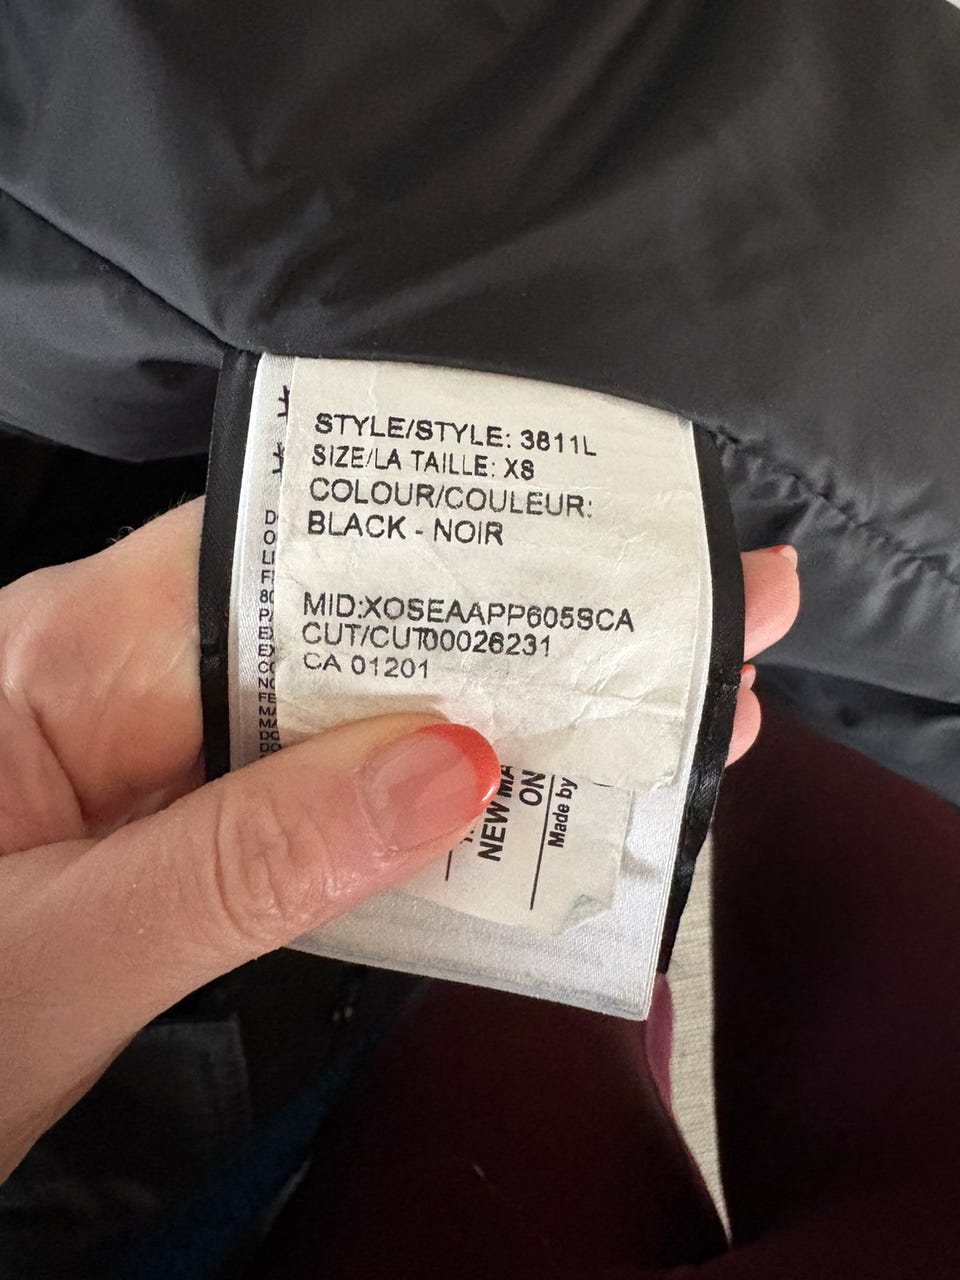 STYLE/STYLE: 3811L
SIZE/LA TAILLE: XS
COLOUR/COULEUR:
BLACK - NOIR
MID:XOSEAAPP605SCA
CUT/CUT00026231
CA 01201
NEW MA
ON
Made by